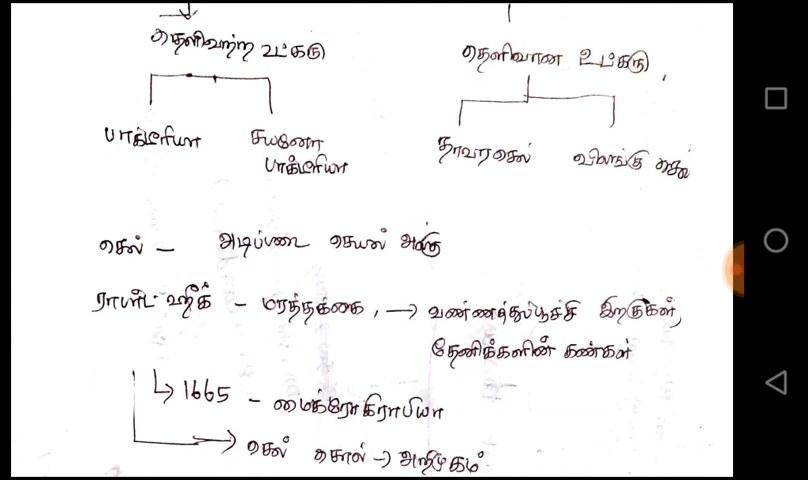 தெளிவற்ற உட்கரு
தெளிவான உட்கரு,
பாக்டீரியா
சயனோ
பாக்டீரியா
தாவரசெல்
விலங்கு செல்
செல் - அடிப்படை செயல் அலகு
ராபர்ட் ஹூக் - மரத்தக்கை, → வண்ணத்துப்பூச்சி இறகுகள்,
தேனிக்களின் கண்கள்
↳ 1665 - மைக்ரோகிராபியா
→ செல் சொல் → அறிமுகம்